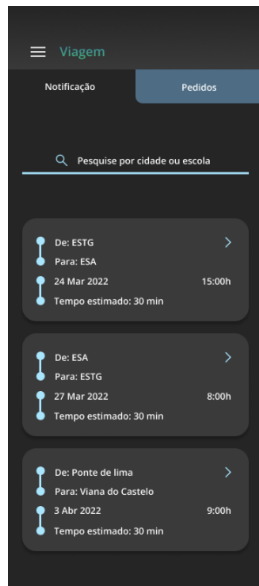 Viagem
Notificação
Pedidos
Pesquise por cidade ou escola
De: ESTG
Para: ESA
24 Mar 2022 15:00h
Tempo estimado: 30 min
De: ESA
Para: ESTG
27 Mar 2022 8:00h
Tempo estimado: 30 min
De: Ponte de lima
Para: Viana do Castelo
3 Abr 2022 9:00h
Tempo estimado: 30 min